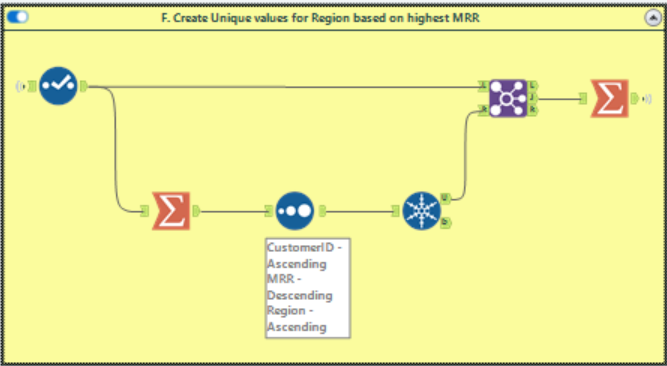 F. Create Unique values for Region based on highest MRR
CustomerID -
Ascending
MRR -
Descending
Region -
Ascending